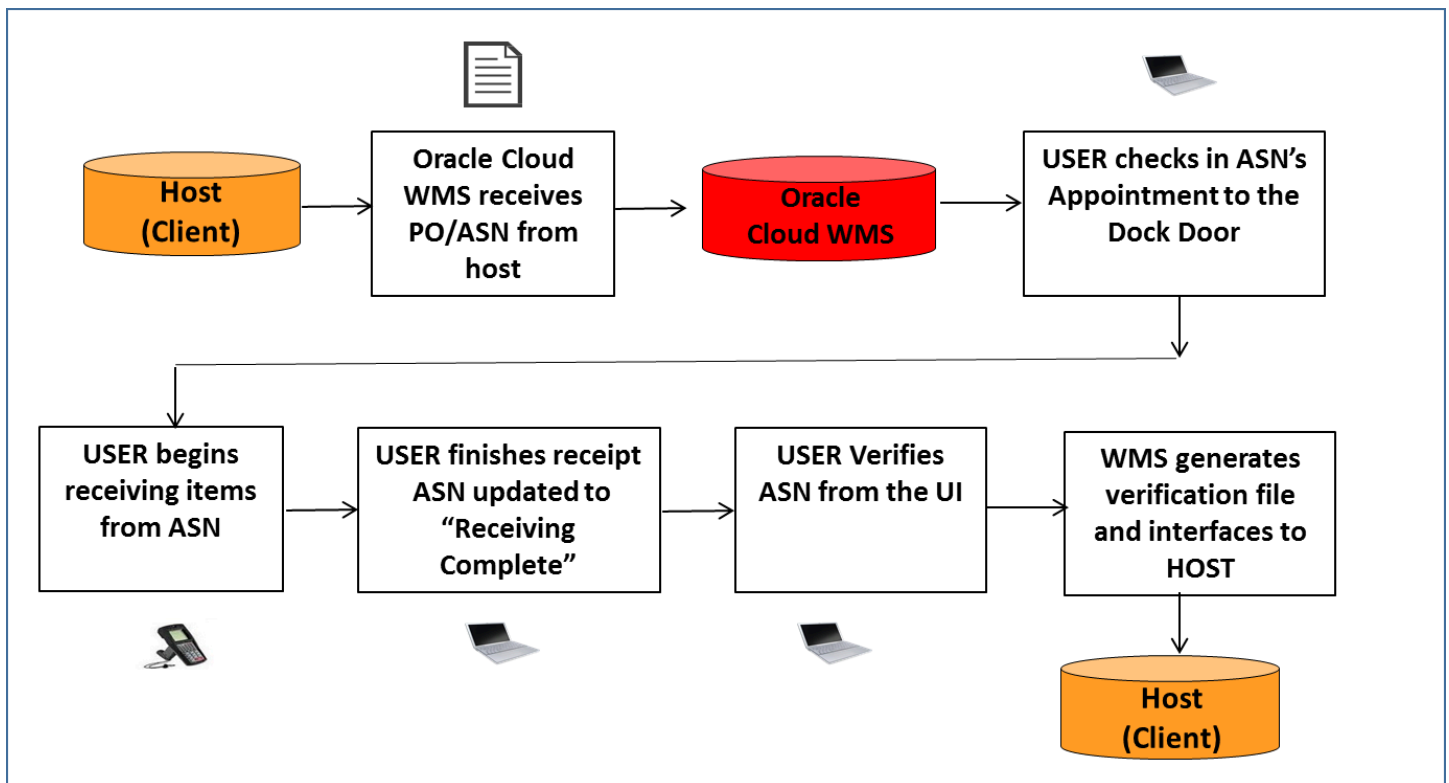 Host
(Client)
Oracle Cloud
WMS receives
PO/ASN from
host
Oracle
Cloud WMS
USER checks in ASN’s
Appointment to the
Dock Door
USER begins
receiving items
from ASN
USER finishes receipt
ASN updated to
“Receiving
Complete”
USER Verifies
ASN from the UI
WMS generates
verification file
and interfaces to
HOST
Host
(Client)